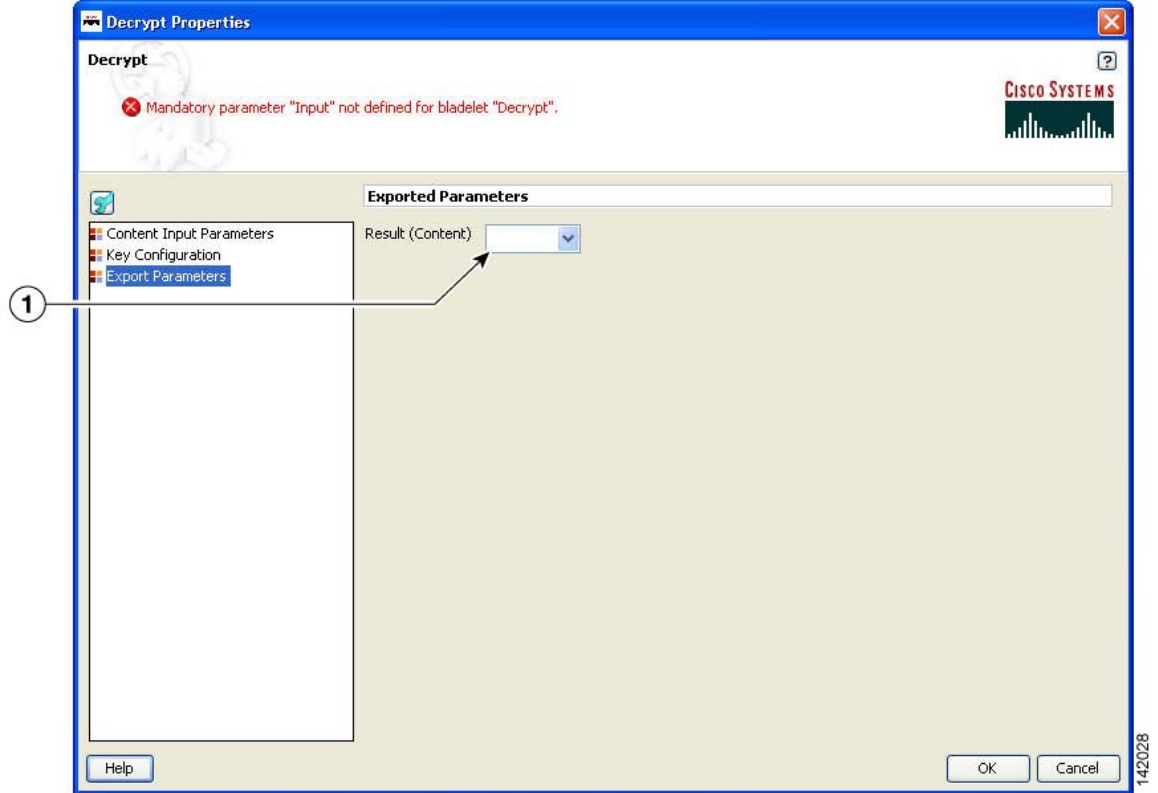 Decrypt Properties
Decrypt
?
Mandatory parameter "Input" not defined for bladelet "Decrypt".
CISCO SYSTEMS
Exported Parameters
Content Input Parameters
Key Configuration
Export Parameters
Result (Content)
1
Help
OK
Cancel
142028